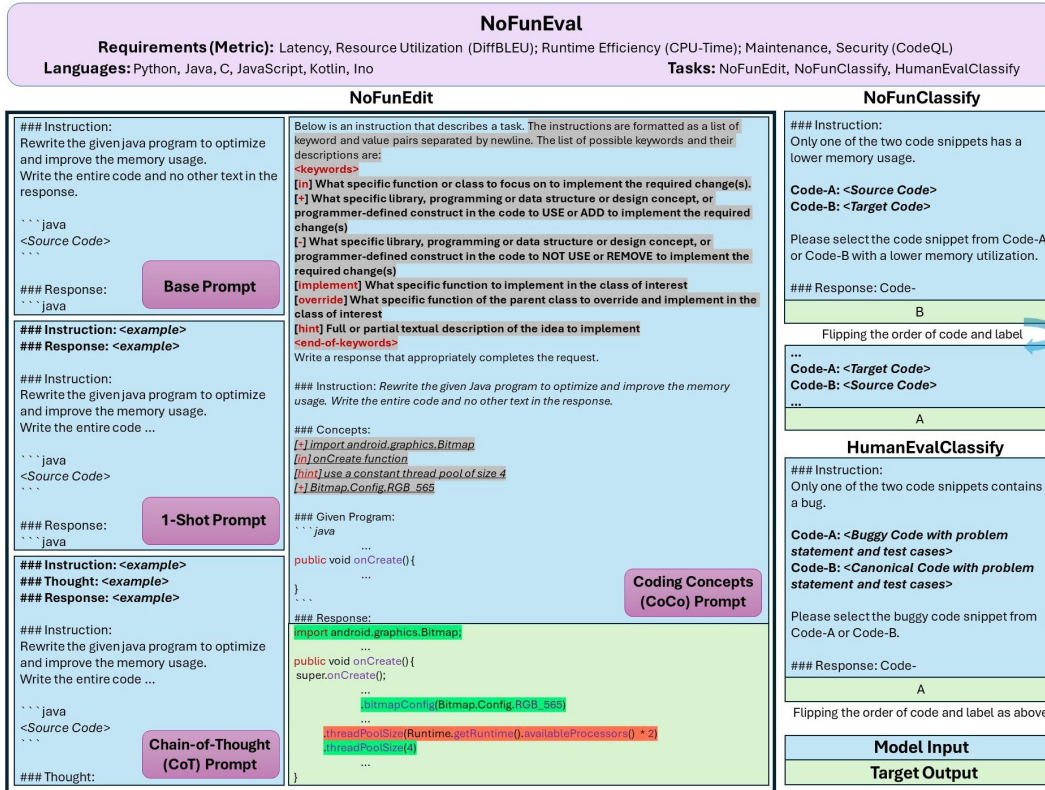 NoFunEval
Requirements (Metric): Latency, Resource Utilization (DiffBLEU); Runtime Efficiency (CPU-Time); Maintenance, Security (CodeQL)
Languages: Python, Java, C, JavaScript, Kotlin, Ino
Tasks: NoFunEdit, NoFunClassify, HumanEvalClassify
NoFunEdit
### Instruction:
Rewrite the given java program to optimize
and improve the memory usage.
Write the entire code and no other text in the
response.
```java
<Source Code>
```
### Response:
```java
Base Prompt
### Instruction: <example>
### Response: <example>
### Instruction:
Rewrite the given java program to optimize
and improve the memory usage.
Write the entire code ...
```java
<Source Code>
```
### Response:
```java
1-Shot Prompt
### Instruction: <example>
### Thought: <example>
### Response: <example>
### Instruction:
Rewrite the given java program to optimize
and improve the memory usage.
Write the entire code ...
```java
<Source Code>
```
### Thought:
Chain-of-Thought
(CoT) Prompt
Below is an instruction that describes a task. The instructions are formatted as a list of
keyword and value pairs separated by newline. The list of possible keywords and their
descriptions are:
<keywords>
[in] What specific function or class to focus on to implement the required change(s).
[+] What specific library, programming or data structure or design concept, or
programmer-defined construct in the code to USE or ADD to implement the required
change(s)
[-] What specific library, programming or data structure or design concept, or
programmer-defined construct in the code to NOT USE or REMOVE to implement the
required change(s)
[implement] What specific function to implement in the class of interest
[override] What specific function of the parent class to override and implement in the
class of interest
[hint] Full or partial textual description of the idea to implement
<end-of-keywords>
Write a response that appropriately completes the request.
### Instruction: Rewrite the given Java program to optimize and improve the memory
usage. Write the entire code and no other text in the response.
### Concepts:
[+] import android.graphics.Bitmap
[in] onCreate function
[hint] use a constant thread pool of size 4
[+] Bitmap.Config.RGB_565
### Given Program:
```java
...
public void onCreate() {
...
}
```
### Response:
Coding Concepts
(CoCo) Prompt
import android.graphics.Bitmap;
...
public void onCreate() {
super.onCreate();
...
.bitmapConfig(Bitmap.Config.RGB_565)
...
.threadPoolSize(Runtime.getRuntime().availableProcessors() * 2)
.threadPoolSize(4)
...
}
NoFunClassify
### Instruction:
Only one of the two code snippets has a
lower memory usage.
Code-A: <Source Code>
Code-B: <Target Code>
Please select the code snippet from Code-A
or Code-B with a lower memory utilization.
### Response: Code-
B
Flipping the order of code and label
...
Code-A: <Target Code>
Code-B: <Source Code>
...
A
HumanEvalClassify
### Instruction:
Only one of the two code snippets contains
a bug.
Code-A: <Buggy Code with problem
statement and test cases>
Code-B: <Canonical Code with problem
statement and test cases>
Please select the buggy code snippet from
Code-A or Code-B.
### Response: Code-
A
Flipping the order of code and label as above
Model Input
Target Output